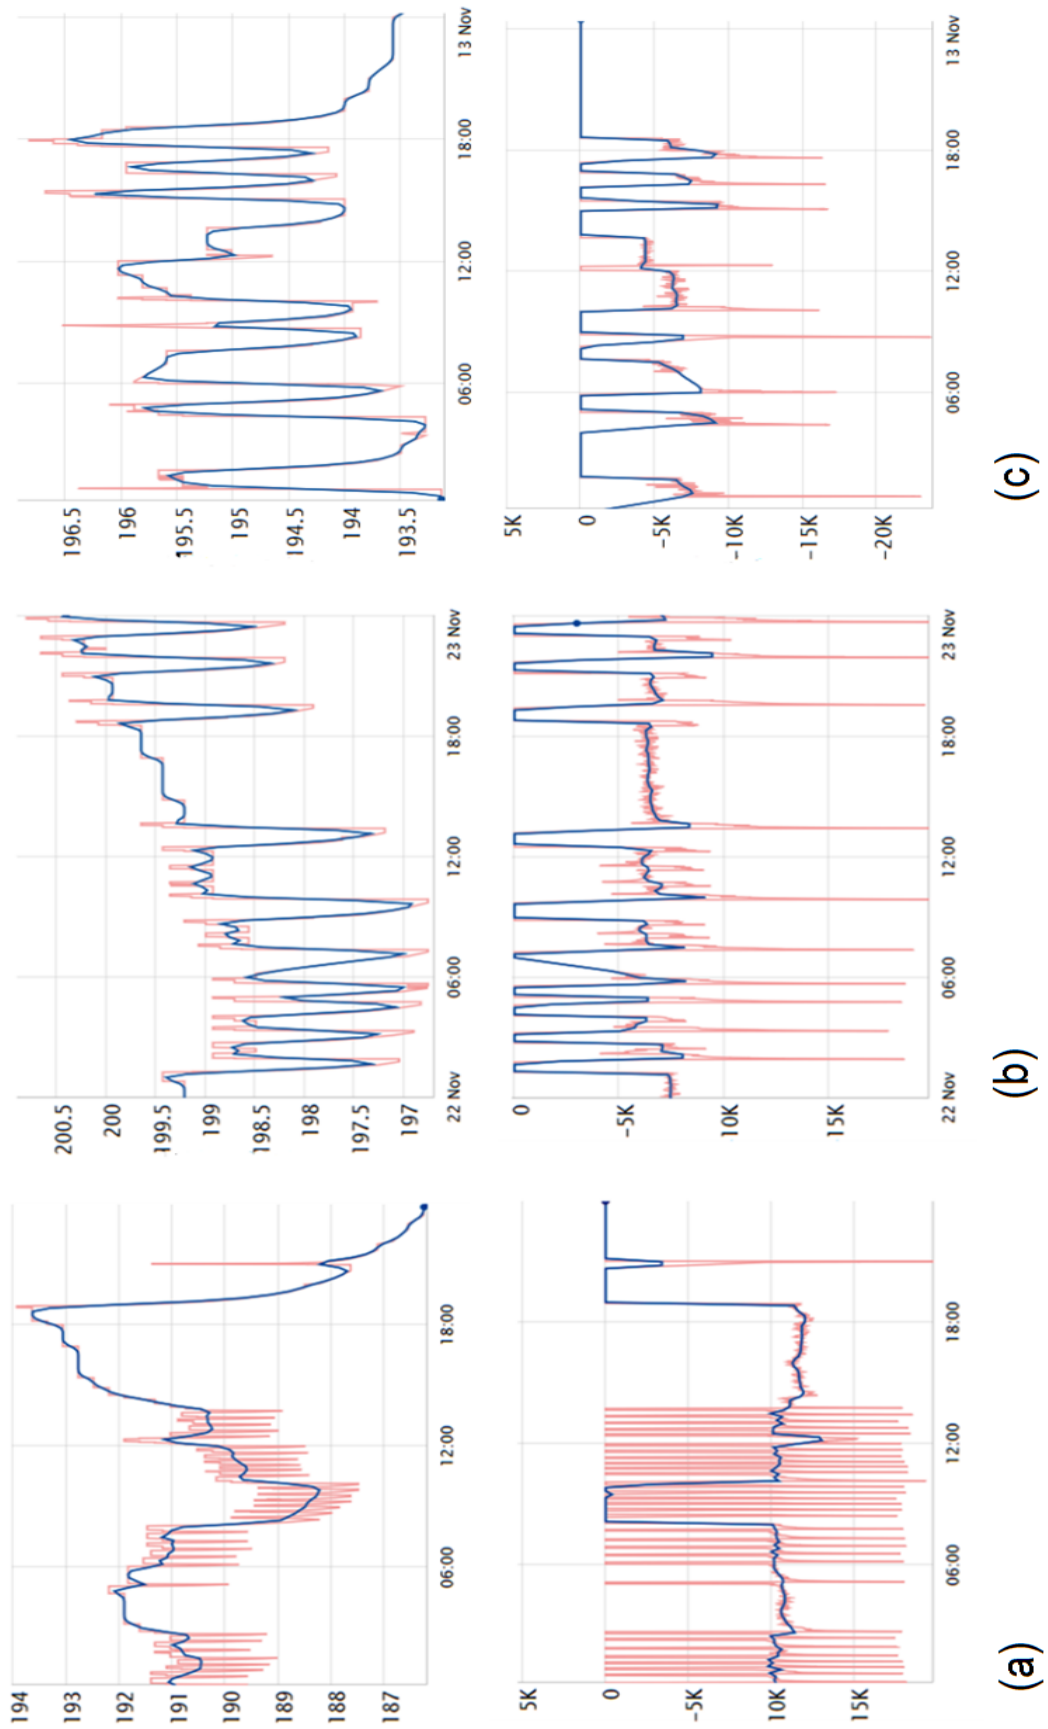 194
193
192
191
190
189
188
187
06:00 12:00 18:00
5K
0
-5K
10K
15K
06:00 12:00 18:00
(a)
200.5
200
199.5
199
198.5
198
197.5
197
22 Nov 06:00 12:00 18:00 23 Nov
0
-5K
10K
15K
22 Nov 06:00 12:00 18:00 23 Nov
(b)
196.5
196
195.5
195
194.5
194
193.5
06:00 12:00 18:00 13 Nov
5K
0
-5K
-10K
-15K
-20K
06:00 12:00 18:00 13 Nov
(c)